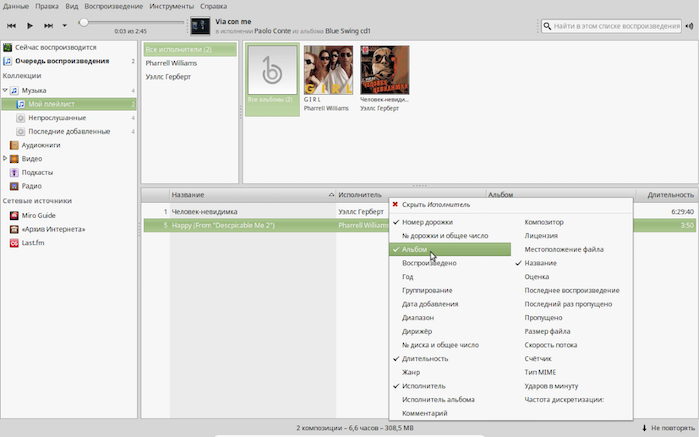 Данные Правка Вид Воспроизведение Инструменты Справка
0:03 из 2:45
Via con me
в исполнении Paolo Conte из альбома Blue Swing cd1
Найти в этом списке воспроизведения
Сейчас воспроизводится
Очередь воспроизведения 2
Коллекции
Музыка 4
Мой плейлист 2
Непрослушанные 4
Последние добавленные 4
Аудиокниги
Видео
Подкасты
Радио
Сетевые источники
Miro Guide
«Архив Интернета»
Last.fm
Все исполнители (2)
Pharrell Williams
Уэллс Герберт
Все альбомы (2)
G I R L
Pharrell Williams
Человек-невиди...
Уэллс Герберт
Название Исполнитель Альбом Длительность
1 Человек-невидимка Уэллс Герберт 6:29:40
5 Happy (From "Descpicable Me 2") Pharrell Williams 3:50
Скрыть Исполнитель
Номер дорожки
№ дорожки и общее число
Альбом
Воспроизведено
Год
Группирование
Дата добавления
Диапазон
Дирижёр
№ диска и общее число
Длительность
Жанр
Исполнитель
Исполнитель альбома
Комментарий
Композитор
Лицензия
Местоположение файла
Название
Оценка
Последнее воспроизведение
Последний раз пропущено
Пропущено
Размер файла
Скорость потока
Счётчик
Тип MIME
Ударов в минуту
Частота дискретизации:
2 композиции – 6,6 часов – 308,5 MB
Не повторять